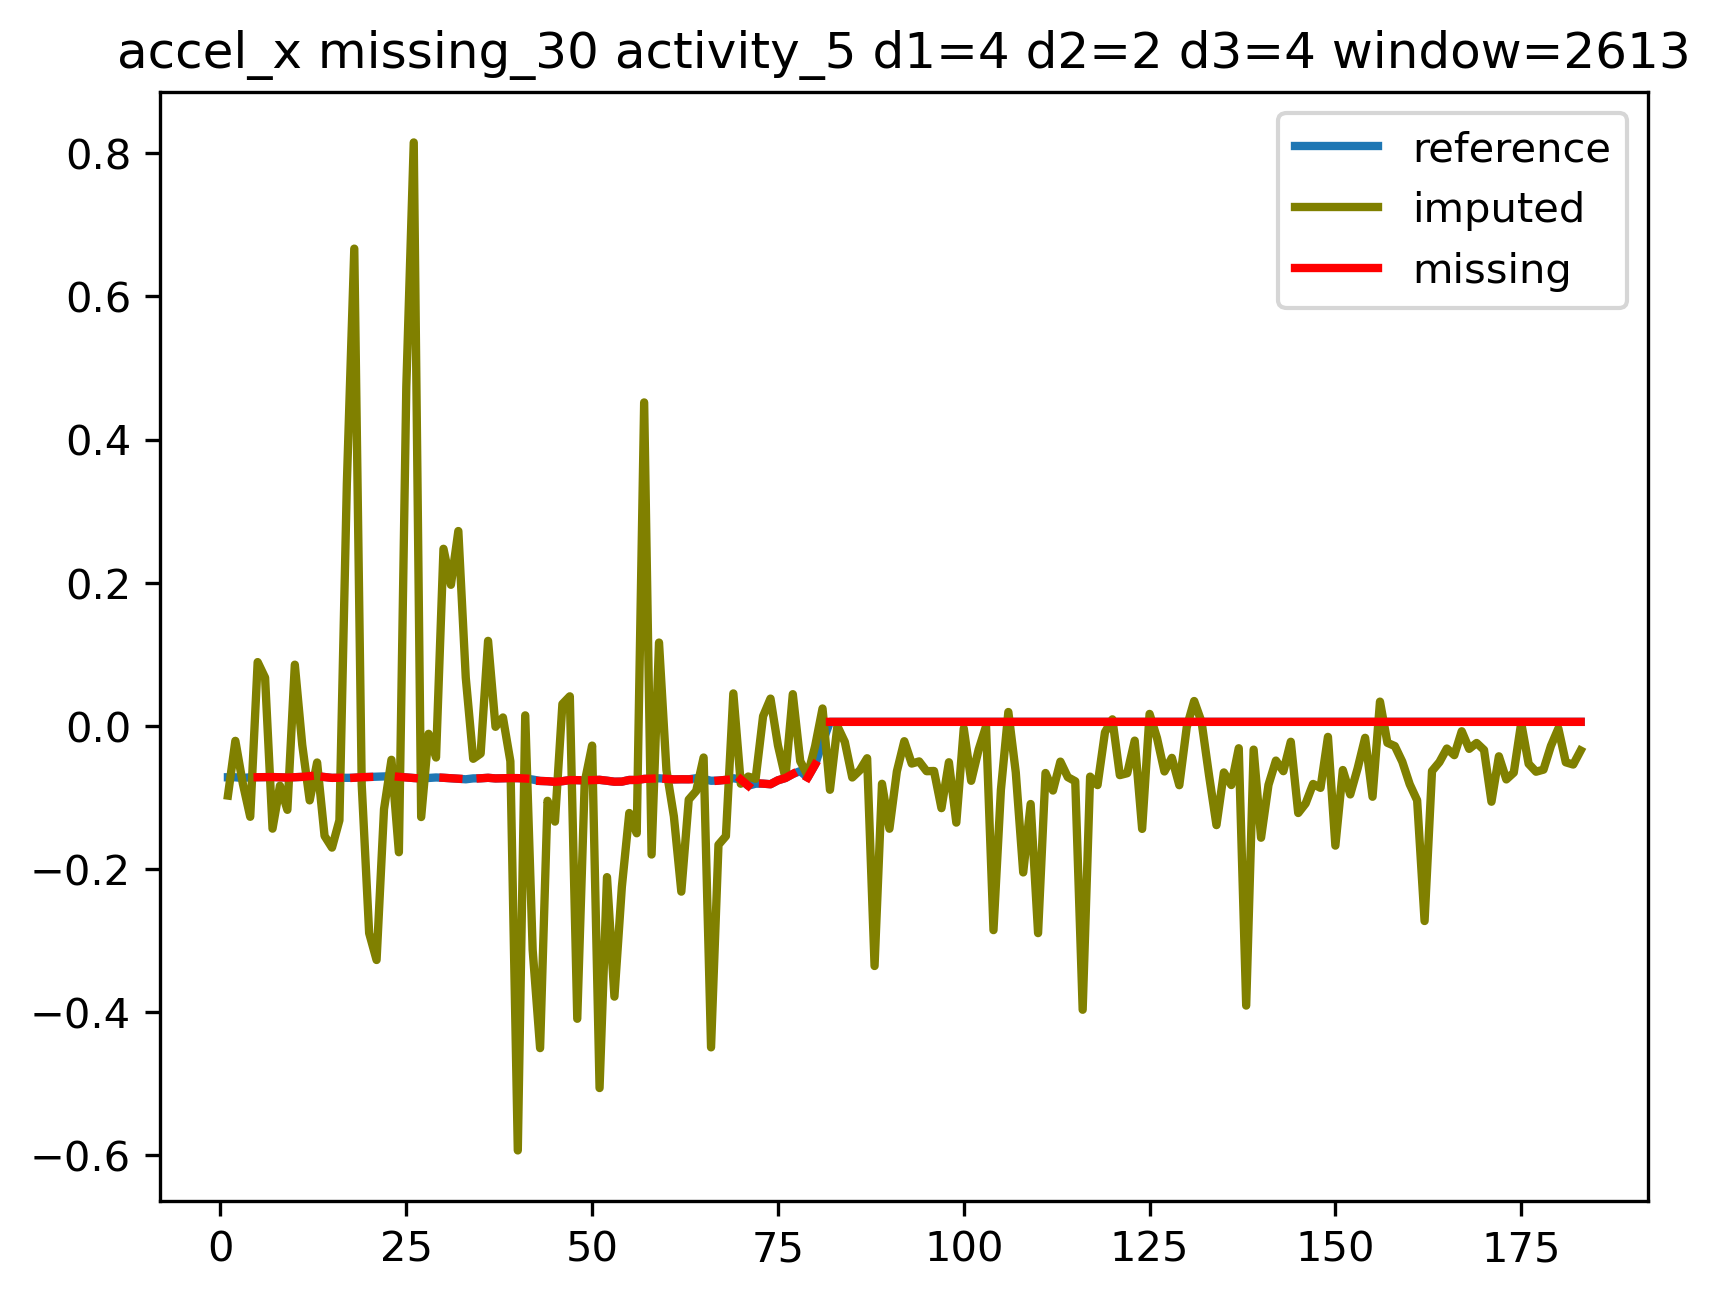 accel_x missing_30 activity_5 d1=4 d2=2 d3=4 window=2613
reference
imputed
missing
0.8
0.6
0.4
0.2
0.0
−0.2
−0.4
−0.6
0 25 50 75 100 125 150 175